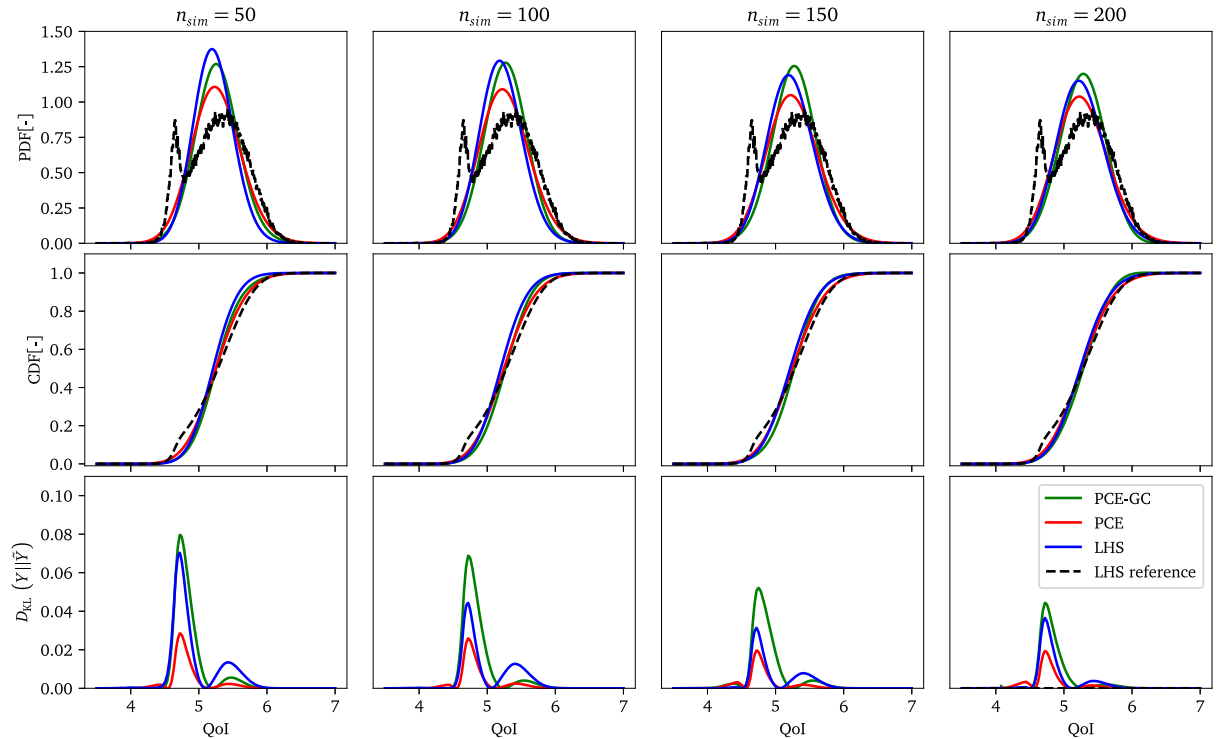 n_sim = 50
n_sim = 100
n_sim = 150
n_sim = 200
PDF[-]
1.50
1.25
1.00
0.75
0.50
0.25
0.00
CDF[-]
1.0
0.8
0.6
0.4
0.2
0.0
D_KL (Y||Ỹ)
0.10
0.08
0.06
0.04
0.02
0.00
PCE-GC
PCE
LHS
LHS reference
4 5 6 7
4 5 6 7
4 5 6 7
4 5 6 7
QoI
QoI
QoI
QoI